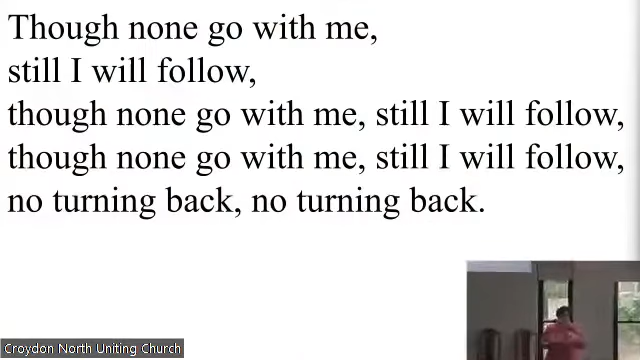 Though none go with me,
still I will follow,
though none go with me, still I will follow,
though none go with me, still I will follow,
no turning back, no turning back.
Croydon North Uniting Church